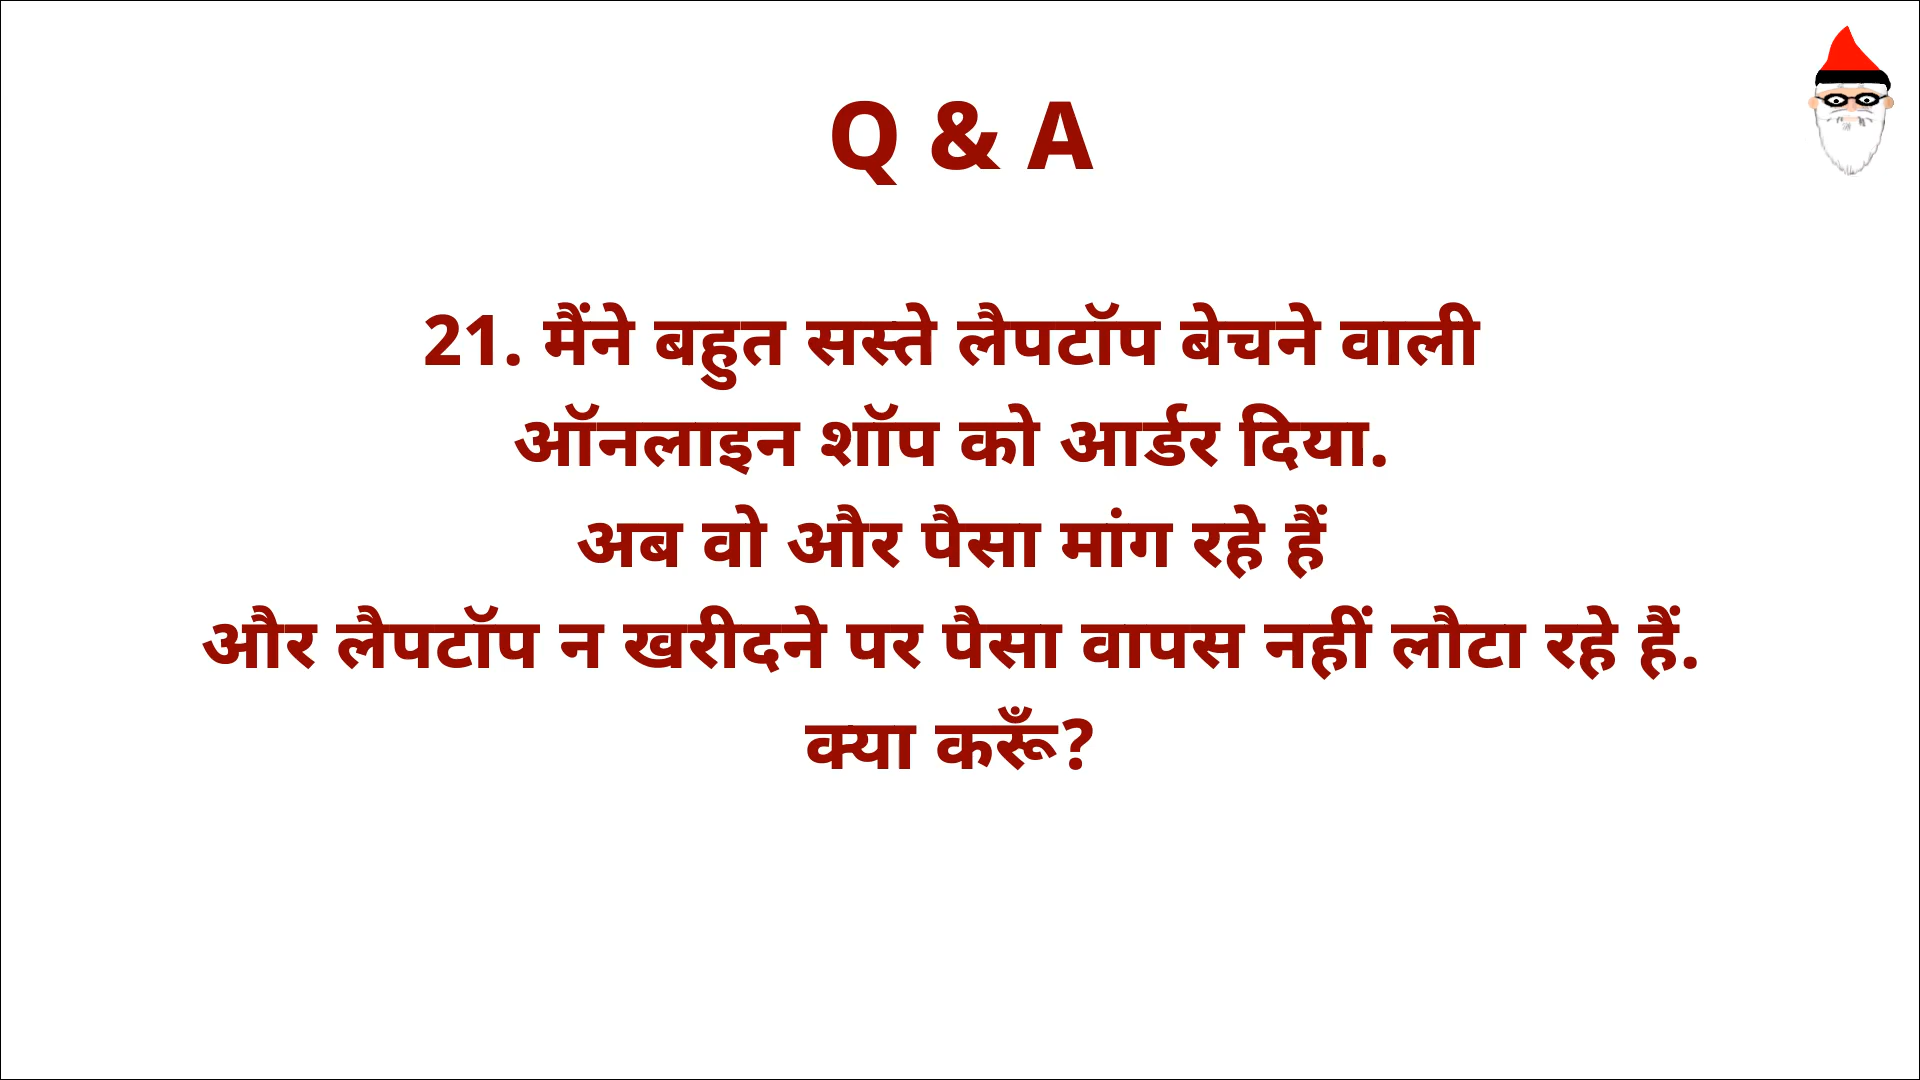 Q & A
21. मैंने बहुत सस्ते लैपटॉप बेचने वाली
ऑनलाइन शॉप को आर्डर दिया.
अब वो और पैसा मांग रहे हैं
और लैपटॉप न खरीदने पर पैसा वापस नहीं लौटा रहे हैं.
क्या करूँ?